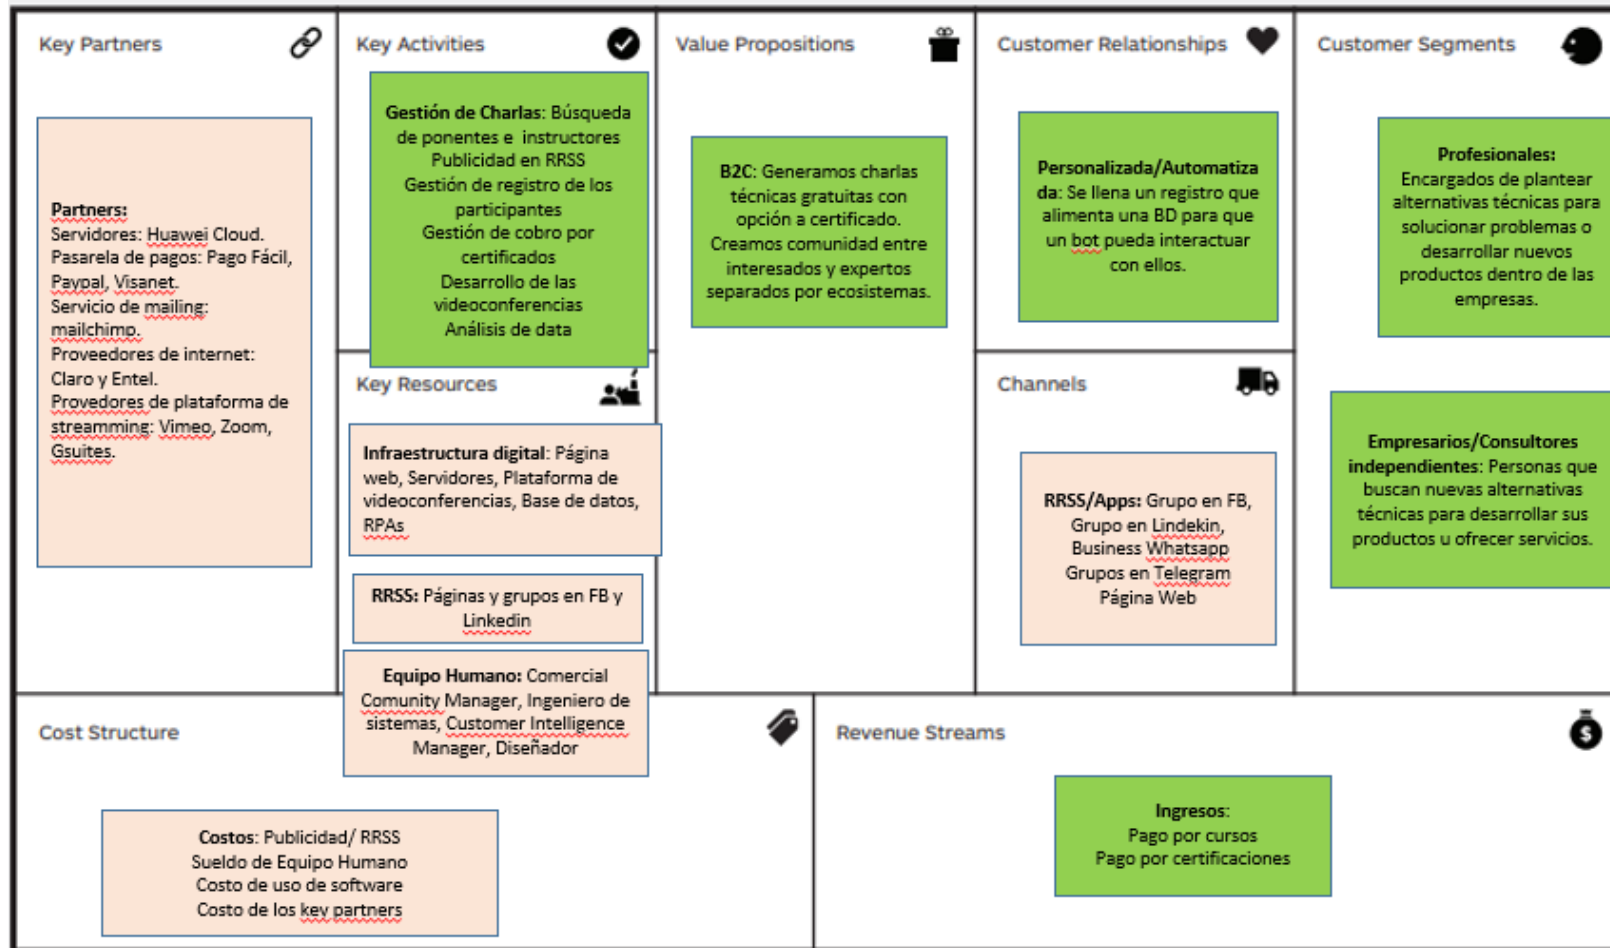 Key Partners
Partners:
Servidores: Huawei Cloud.
Pasarela de pagos: Pago Fácil,
Paypal, Visanet.
Servicio de mailing:
mailchimp.
Proveedores de internet:
Claro y Entel.
Provedores de plataforma de
streamming: Vimeo, Zoom,
Gsuites.
Key Activities
Gestión de Charlas: Búsqueda
de ponentes e instructores
Publicidad en RRSS
Gestión de registro de los
participantes
Gestión de cobro por
certificados
Desarrollo de las
videoconferencias
Análisis de data
Key Resources
Infraestructura digital: Página
web, Servidores, Plataforma de
videoconferencias, Base de datos,
RPAs
RRSS: Páginas y grupos en FB y
Linkedin
Equipo Humano: Comercial
Comunity Manager, Ingeniero de
sistemas, Customer Intelligence
Manager, Diseñador
Value Propositions
B2C: Generamos charlas
técnicas gratuitas con
opción a certificado.
Creamos comunidad entre
interesados y expertos
separados por ecosistemas.
Customer Relationships
Personalizada/Automatiza
da: Se llena un registro que
alimenta una BD para que
un bot pueda interactuar
con ellos.
Channels
RRSS/Apps: Grupo en FB,
Grupo en Lindekin,
Business Whatsapp
Grupos en Telegram
Página Web
Customer Segments
Profesionales:
Encargados de plantear
alternativas técnicas para
solucionar problemas o
desarrollar nuevos
productos dentro de las
empresas.
Empresarios/Consultores
independientes: Personas que
buscan nuevas alternativas
técnicas para desarrollar sus
productos u ofrecer servicios.
Cost Structure
Costos: Publicidad/ RRSS
Sueldo de Equipo Humano
Costo de uso de software
Costo de los key partners
Revenue Streams
$
Ingresos:
Pago por cursos
Pago por certificaciones